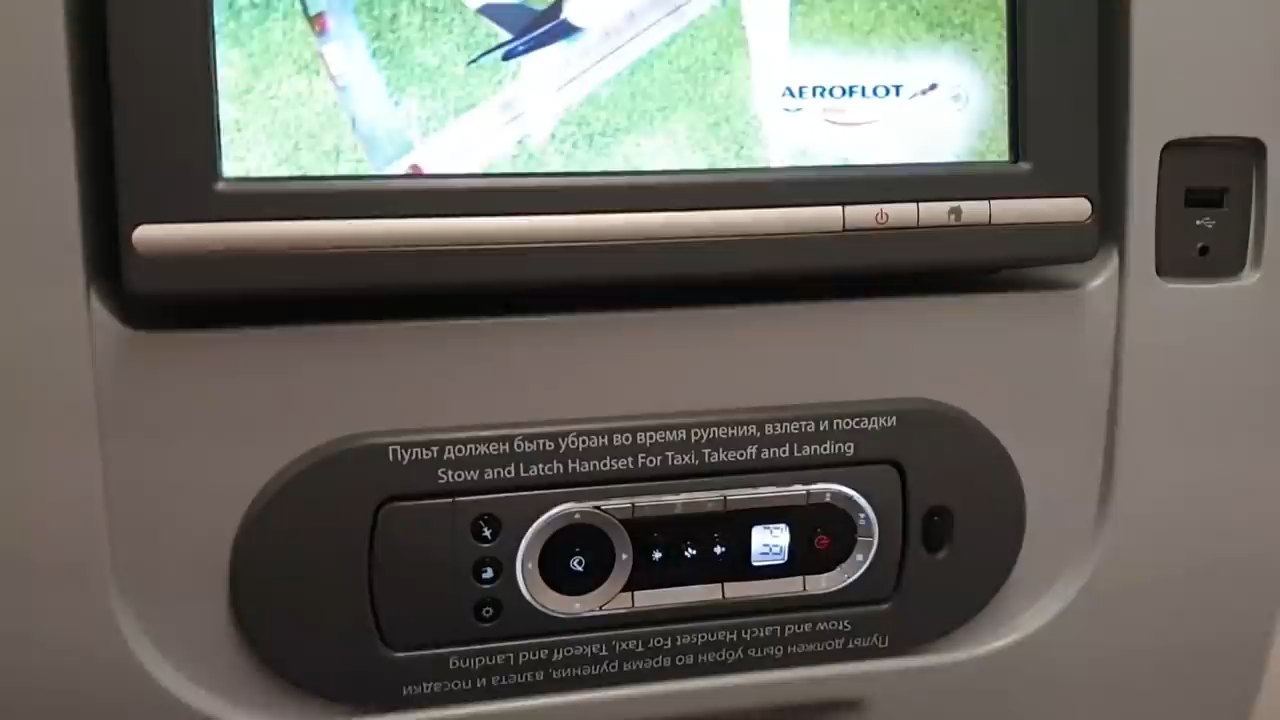 AEROFLOT
Пульт должен быть убран во время руления, взлета и посадки
Stow and Latch Handset For Taxi, Takeoff and Landing
Stow and Latch Handset For Taxi, Takeoff and Landing
Пульт должен быть убран во время руления, взлета и посадки